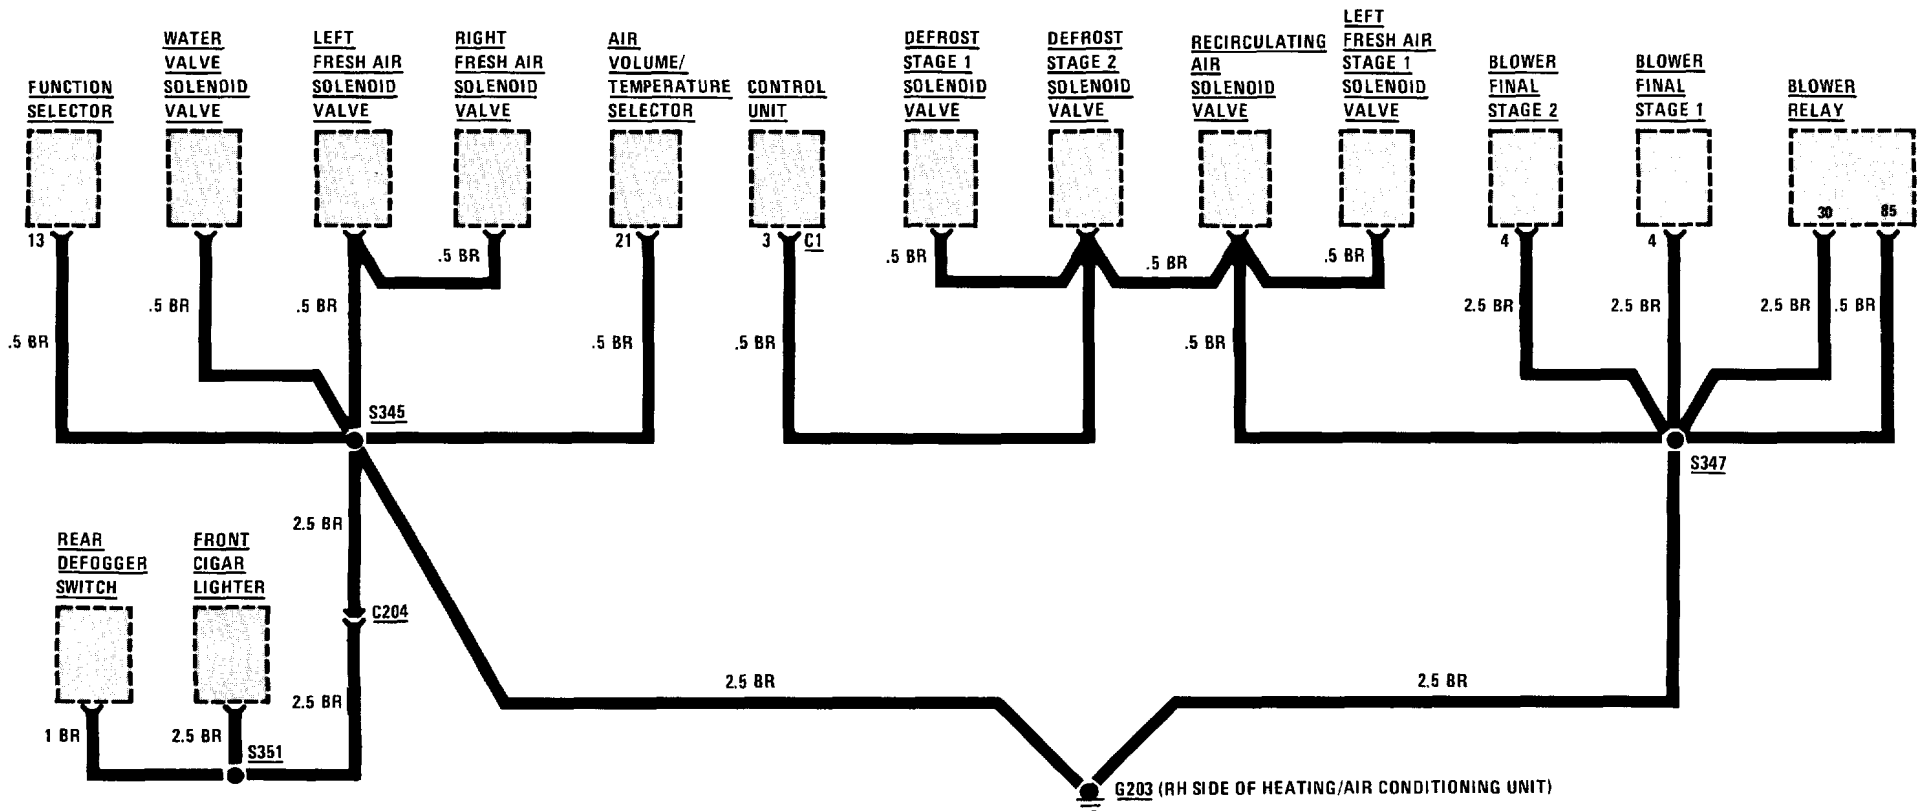 FUNCTION
SELECTOR
WATER
VALVE
SOLENOID
VALVE
LEFT
FRESH AIR
SOLENOID
VALVE
RIGHT
FRESH AIR
SOLENOID
VALVE
AIR
VOLUME/
TEMPERATURE
SELECTOR
CONTROL
UNIT
DEFROST
STAGE 1
SOLENOID
VALVE
DEFROST
STAGE 2
SOLENOID
VALVE
RECIRCULATING
AIR
SOLENOID
VALVE
LEFT
FRESH AIR
STAGE 1
SOLENOID
VALVE
BLOWER
FINAL
STAGE 2
BLOWER
FINAL
STAGE 1
BLOWER
RELAY
30
85
13
21
3
C1
4
4
.5 BR
.5 BR
.5 BR
.5 BR
.5 BR
.5 BR
.5 BR
2.5 BR
2.5 BR
2.5 BR
.5 BR
.5 BR
.5 BR
.5 BR
.5 BR
S345
S347
2.5 BR
REAR
DEFOGGER
SWITCH
FRONT
CIGAR
LIGHTER
C204
2.5 BR
2.5 BR
2.5 BR
1 BR
2.5 BR
S351
G203 (RH SIDE OF HEATING/AIR CONDITIONING UNIT)